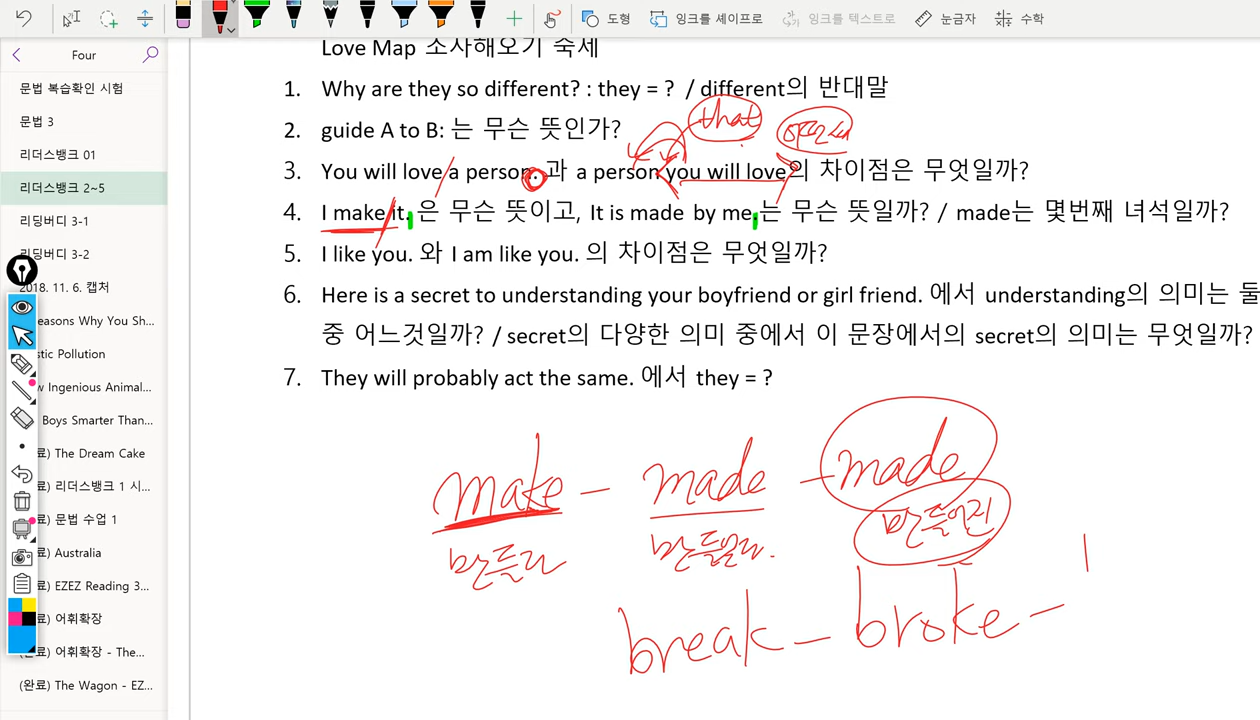 도형
잉크를 셰이프로
잉크를 텍스트로
눈금자
수학
Four
문법 복습확인 시험
문법 3
리더스뱅크 01
리더스뱅크 2~5
리딩버디 3-1
리딩버디 3-2
2018. 11. 6. 캡처
easons Why You Sh...
stic Pollution
w Ingenious Animal...
Boys Smarter Than...
료) The Dream Cake
료) 리더스뱅크 1 시...
료) 문법 수업 1
료) Australia
료) EZEZ Reading 3...
료) 어휘확장
료) 어휘확장 - The...
(완료) The Wagon - EZ...
Love Map 조사해오기 숙제
1. Why are they so different? : they = ? / different의 반대말
2. guide A to B: 는 무슨 뜻인가?
that
3. You will love a person. 과 a person you will love의 차이점은 무엇일까?
4. I make it. 은 무슨 뜻이고, It is made by me.는 무슨 뜻일까? / made는 몇번째 녀석일까?
5. I like you. 와 I am like you. 의 차이점은 무엇일까?
6. Here is a secret to understanding your boyfriend or girl friend. 에서 understanding의 의미는 둘
중 어느것일까? / secret의 다양한 의미 중에서 이 문장에서의 secret의 의미는 무엇일까?
7. They will probably act the same. 에서 they = ?
make - made - made
만들다 만들었다. 만들어진
break - broke -